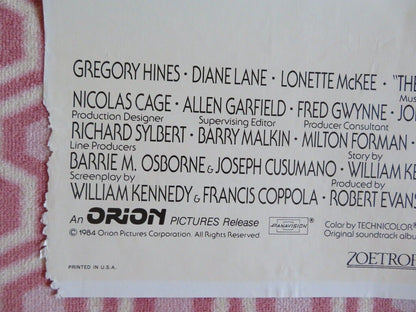 GREGORY HINES · DIANE LANE · LONETTE McKEE · "THE
NICOLAS CAGE · ALLEN GARFIELD · FRED GWYNNE ·
Production Designer Supervising Editor Producer Consultant
RICHARD SYLBERT · BARRY MALKIN · MILTON FORMAN ·
Line Producers Story by
BARRIE M. OSBORNE & JOSEPH CUSUMANO · WILLIAM
Screenplay by Produced by
WILLIAM KENNEDY & FRANCIS COPPOLA · ROBERT EVANS
An ORION PICTURES Release PANAVISION® Color by TECHNICOLOR®
© 1984 Orion Pictures Corporation. All Rights Reserved. Original soundtrack
ZOETROP
PRINTED IN U.S.A.